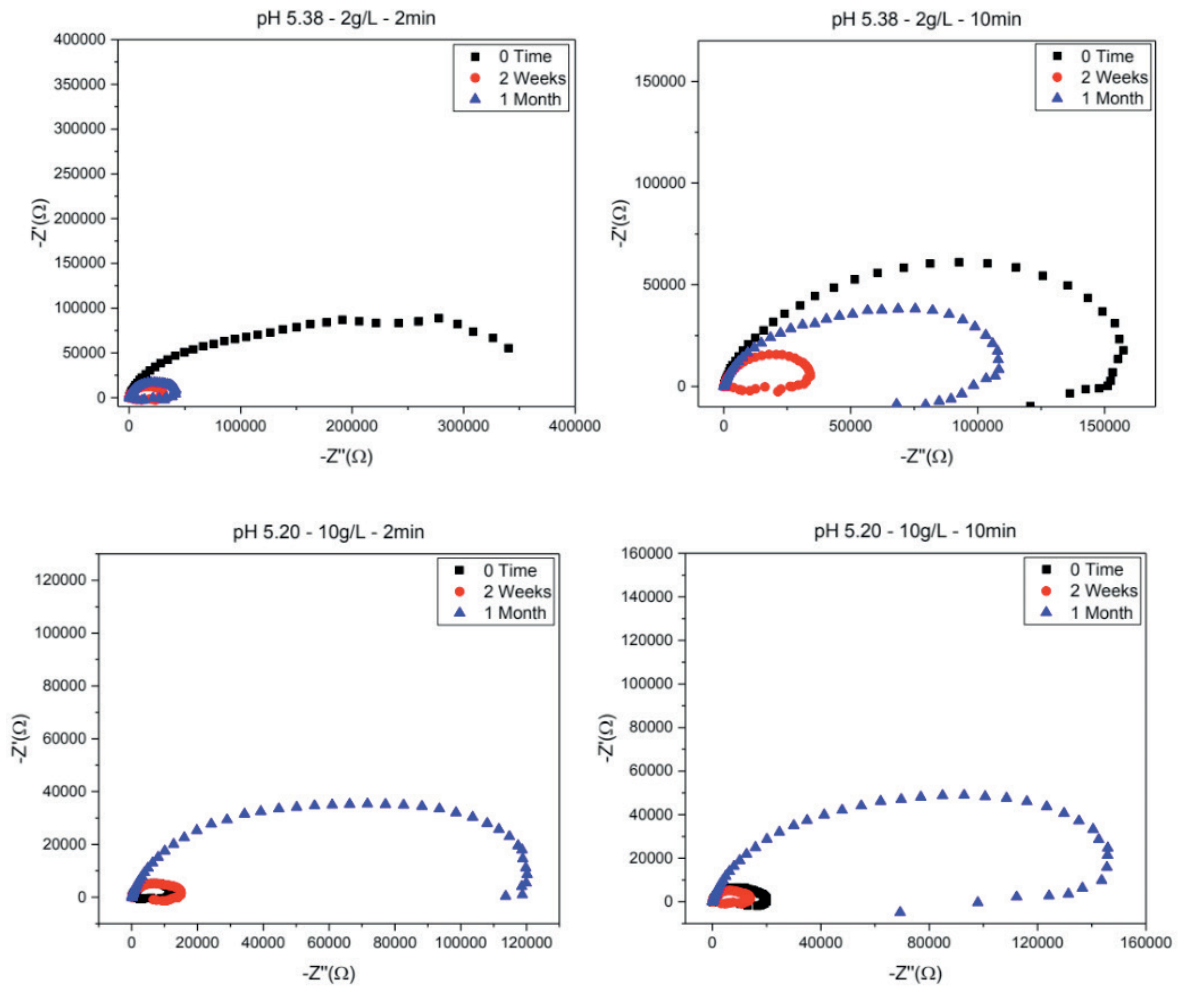 pH 5.38 - 2g/L - 2min
400000
350000
300000
250000
200000
150000
100000
50000
0
-Z'(Ω)
0 Time
2 Weeks
1 Month
0
100000
200000
300000
400000
-Z''(Ω)
pH 5.38 - 2g/L - 10min
150000
100000
50000
0
-Z'(Ω)
0 Time
2 Weeks
1 Month
0
50000
100000
150000
-Z''(Ω)
pH 5.20 - 10g/L - 2min
120000
100000
80000
60000
40000
20000
0
-Z'(Ω)
0 Time
2 Weeks
1 Month
0
20000
40000
60000
80000
100000
120000
-Z''(Ω)
pH 5.20 - 10g/L - 10min
160000
140000
120000
100000
80000
60000
40000
20000
0
-Z'(Ω)
0 Time
2 Weeks
1 Month
0
40000
80000
120000
160000
-Z''(Ω)